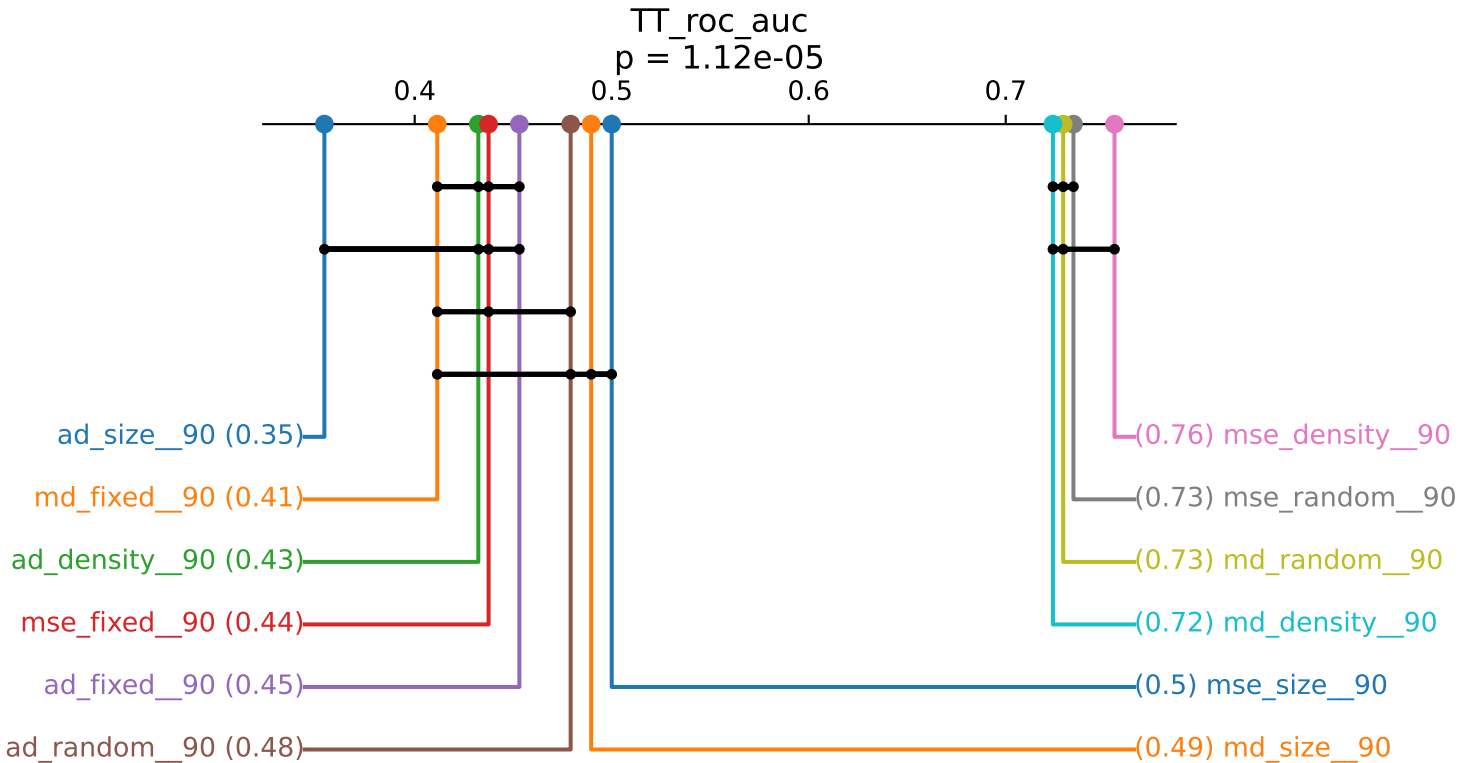 TT_roc_auc
p = 1.12e-05
0.4 0.5 0.6 0.7
ad_size__90 (0.35)
md_fixed__90 (0.41)
ad_density__90 (0.43)
mse_fixed__90 (0.44)
ad_fixed__90 (0.45)
ad_random__90 (0.48)
(0.76) mse_density__90
(0.73) mse_random__90
(0.73) md_random__90
(0.72) md_density__90
(0.5) mse_size__90
(0.49) md_size__90